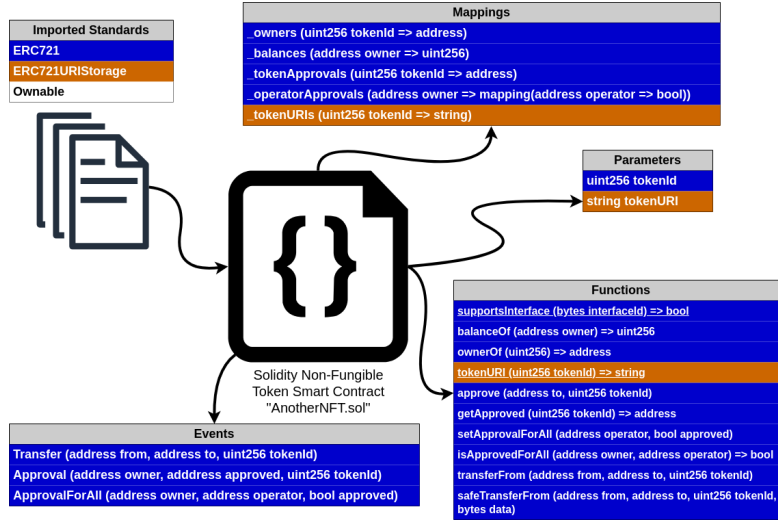 Imported Standards
ERC721
ERC721URIStorage
Ownable
Mappings
_owners (uint256 tokenId => address)
_balances (address owner => uint256)
_tokenApprovals (uint256 tokenId => address)
_operatorApprovals (address owner => mapping(address operator => bool))
_tokenURIs (uint256 tokenId => string)
Parameters
uint256 tokenId
string tokenURI
{ }
Solidity Non-Fungible
Token Smart Contract
"AnotherNFT.sol"
Functions
supportsInterface (bytes interfaceId) => bool
balanceOf (address owner) => uint256
ownerOf (uint256) => address
tokenURI (uint256 tokenId) => string
approve (address to, uint256 tokenId)
getApproved (uint256 tokenId) => address
setApprovalForAll (address operator, bool approved)
isApprovedForAll (address owner, address operator) => bool
transferFrom (address from, address to, uint256 tokenId)
safeTransferFrom (address from, address to, uint256 tokenId,
bytes data)
Events
Transfer (address from, address to, uint256 tokenId)
Approval (address owner, adddress approved, uint256 tokenId)
ApprovalForAll (address owner, address operator, bool approved)